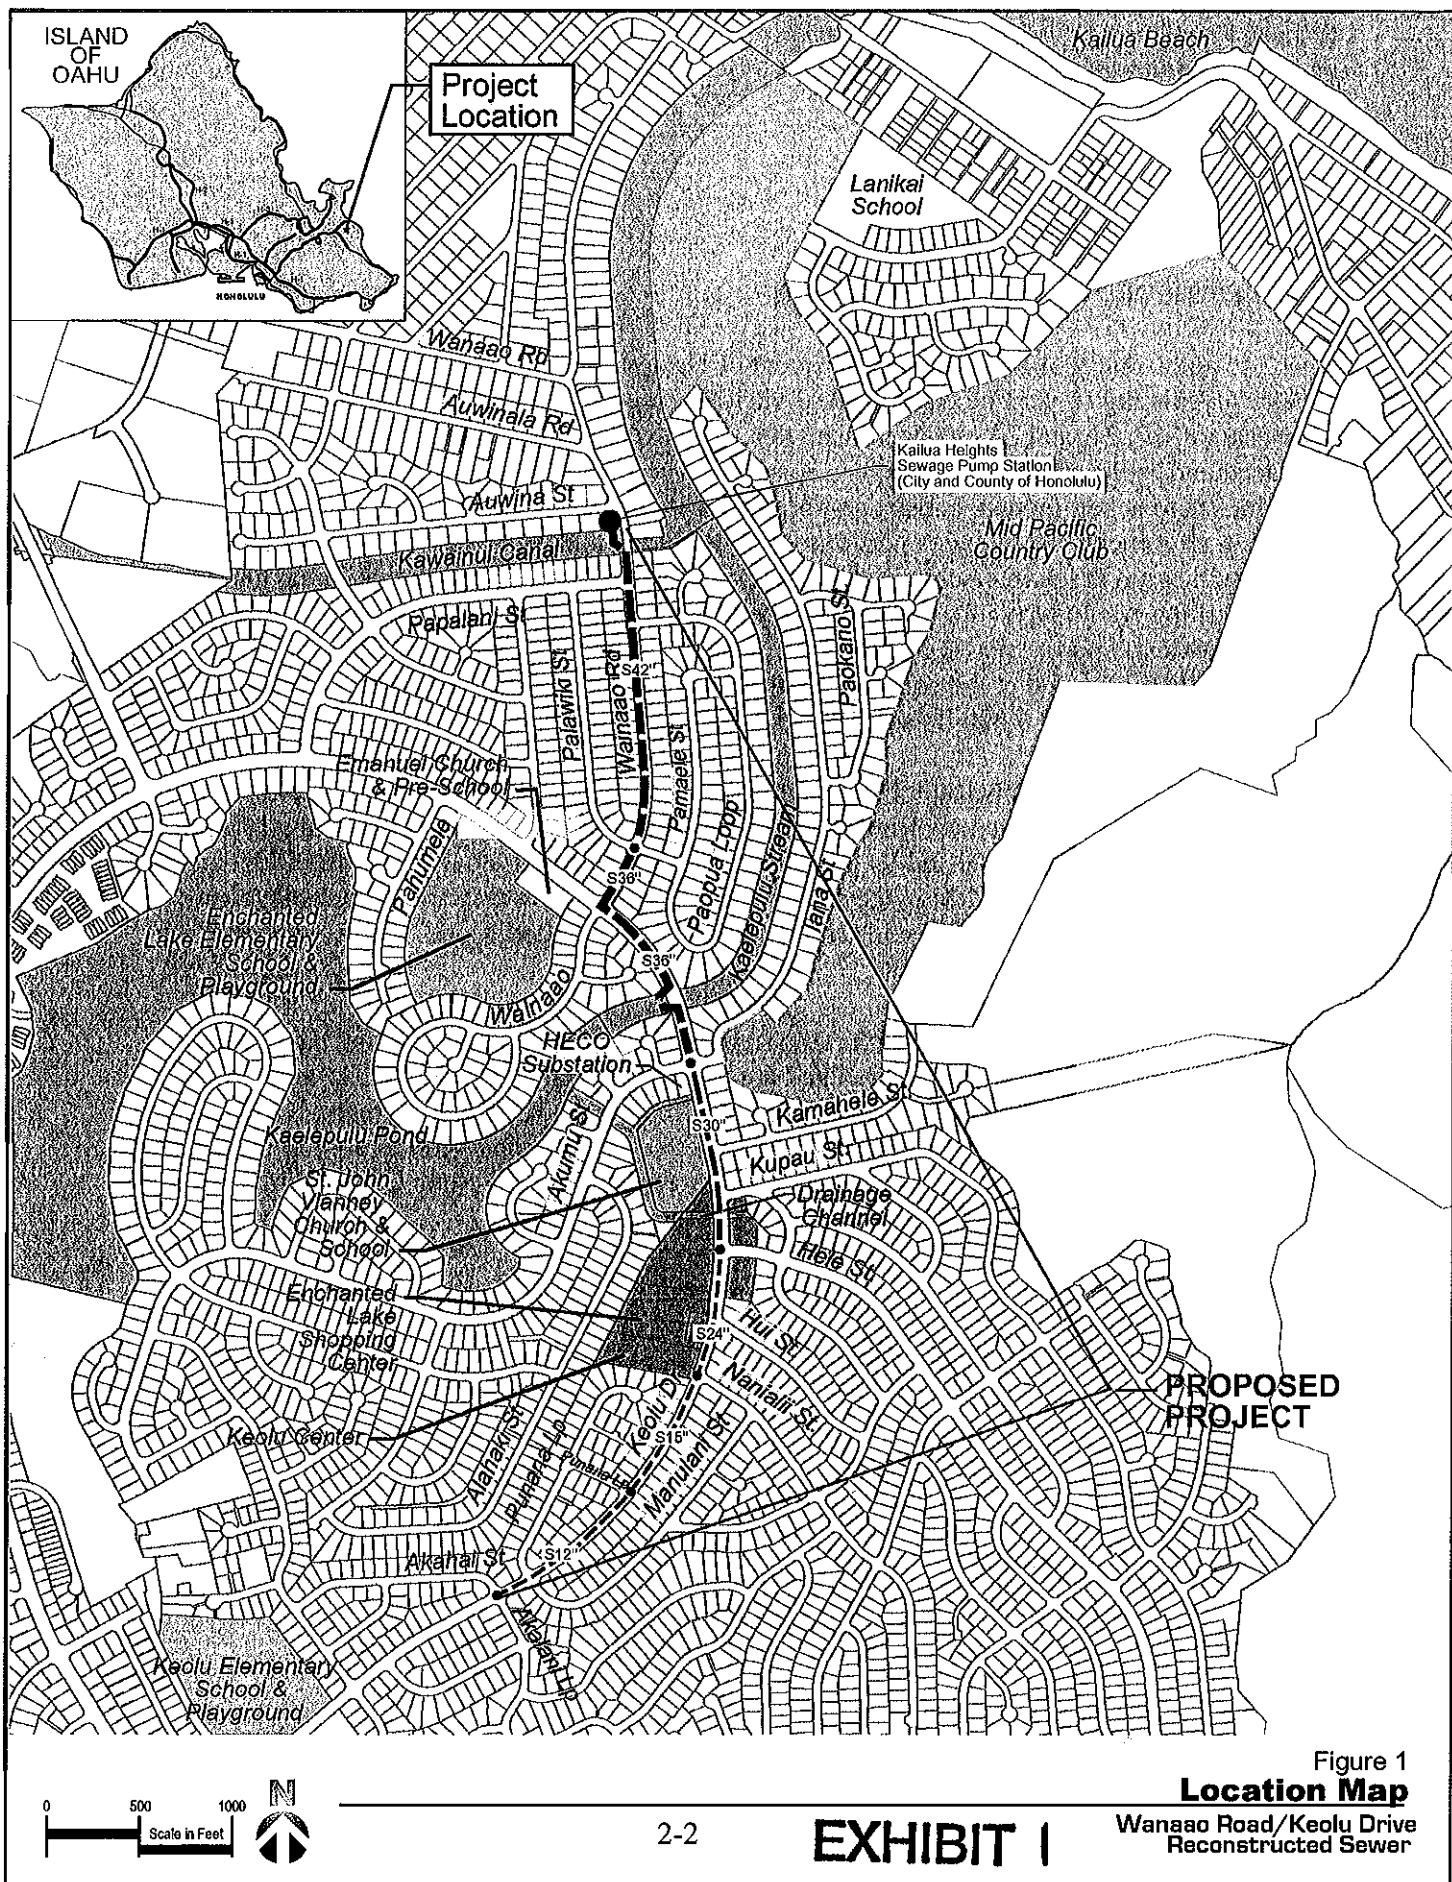 ISLAND
OF
OAHU
Project
Location
HONOLULU
Kailua Beach
Lanikai
School
Wanaao Rd
Auwinala Rd
Kailua Heights
Sewage Pump Station
(City and County of Honolulu)
Auwina St
Mid Pacific
Country Club
Kawainui Canal
Papalani St
Palawiki St
Wainaao Rd
S42"
Pamaele St
Paokano St.
Emanuel Church
& Pre-School
Paopua Loop
Kaelepulu Stream
Iana St
Pahumele
S36"
Enchanted
Lake Elementary
School &
Playground
S36"
Wainaao
HECO
Substation
Kamahele St.
S30"
Kaelepulu Pond
Akumu St
Kupau St.
St. John
Vianney
Church &
School
Drainage
Channel
Hele St.
Enchanted
Lake
Shopping
Center
S24"
Hui St.
Nanialii St.
PROPOSED
PROJECT
Keolu Center
Alahaki St.
Punana Lp
Keolu D
S15"
Manulani St.
Punana Lp
Akahai St
S12"
Akalani Lp
Keolu Elementary
School &
Playground
Figure 1
Location Map
Wanaao Road/Keolu Drive
Reconstructed Sewer
0 500 1000
Scale in Feet
N
2-2
EXHIBIT 1